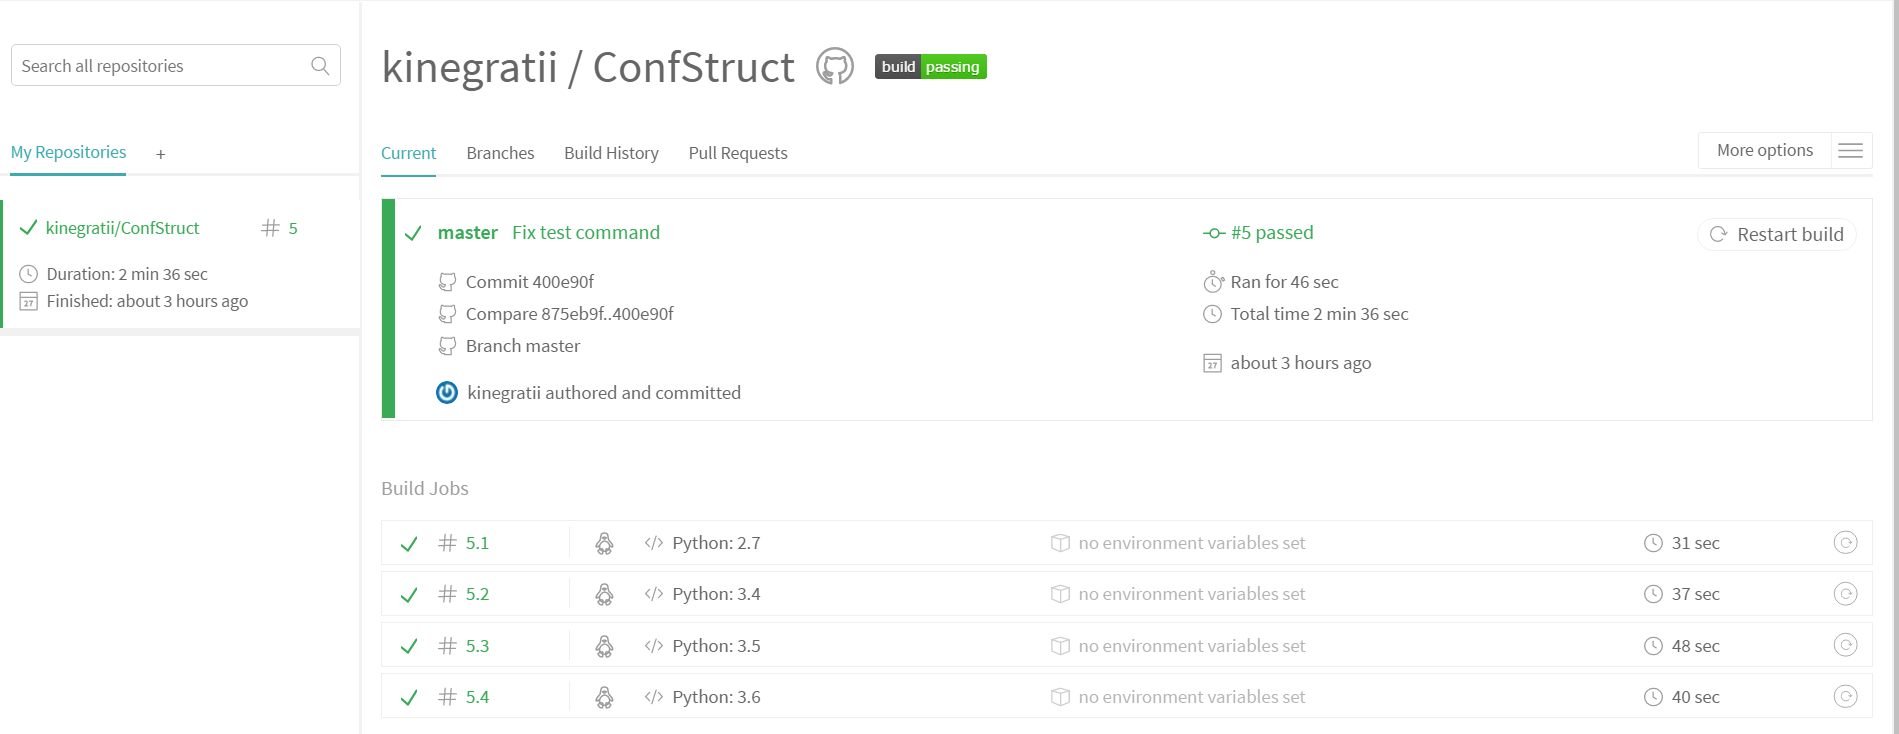 Search all repositories
My Repositories +
kinegratii/ConfStruct # 5
Duration: 2 min 36 sec
27 Finished: about 3 hours ago
kinegratii / ConfStruct build passing
Current Branches Build History Pull Requests More options
master Fix test command #5 passed Restart build
Commit 400e90f Ran for 46 sec
Compare 875eb9f..400e90f Total time 2 min 36 sec
Branch master
27 about 3 hours ago
kinegratii authored and committed
Build Jobs
# 5.1 </> Python: 2.7 no environment variables set 31 sec
# 5.2 </> Python: 3.4 no environment variables set 37 sec
# 5.3 </> Python: 3.5 no environment variables set 48 sec
# 5.4 </> Python: 3.6 no environment variables set 40 sec